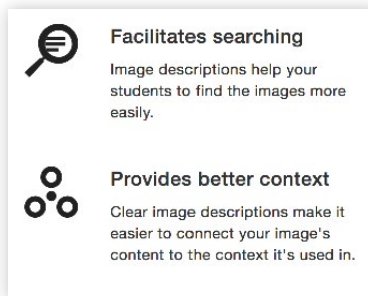 Facilitates searching
Image descriptions help your
students to find the images more
easily.
Provides better context
Clear image descriptions make it
easier to connect your image's
content to the context it's used in.